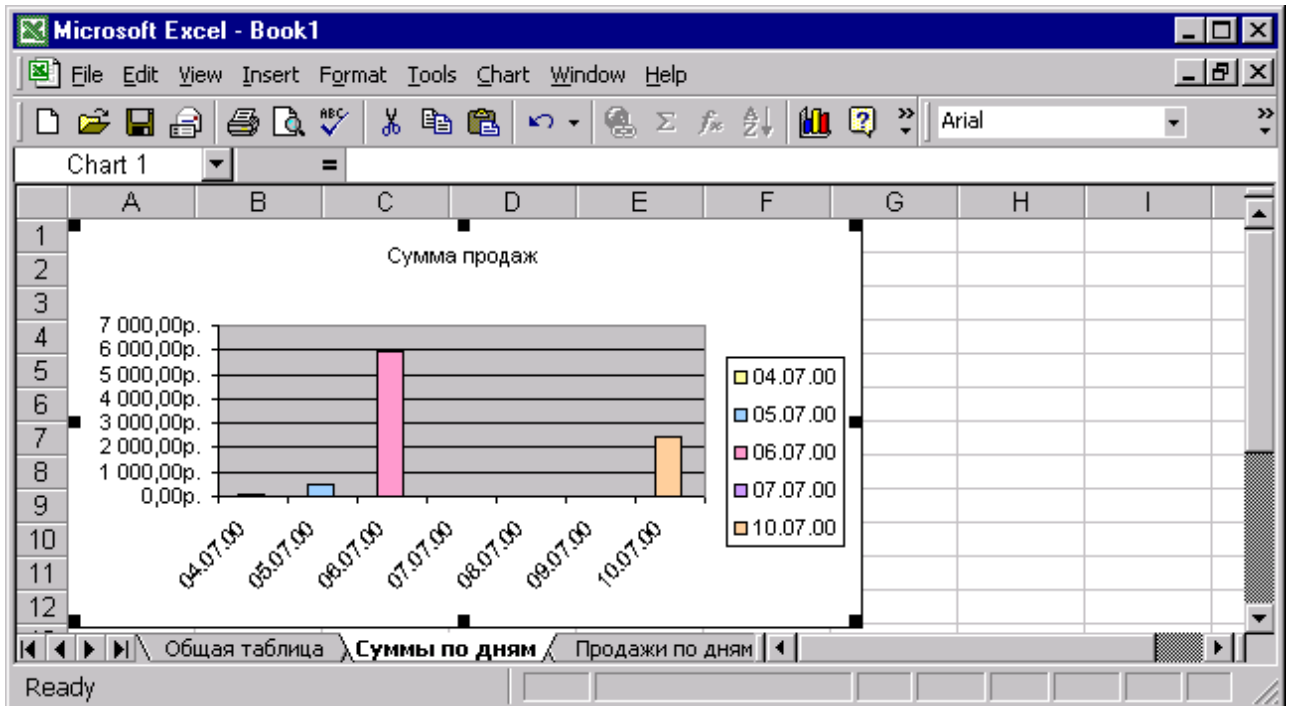 Microsoft Excel - Book1
File Edit View Insert Format Tools Chart Window Help
ABC Σ fx A Z ? » Arial »
Chart 1 =
A B C D E F G H I
1
2
3
4
5
6
7
8
9
10
11
12
Сумма продаж
7 000,00р.
6 000,00р.
5 000,00р.
4 000,00р.
3 000,00р.
2 000,00р.
1 000,00р.
0,00р.
04.07.00 05.07.00 06.07.00 07.07.00 08.07.00 09.07.00 10.07.00
04.07.00
05.07.00
06.07.00
07.07.00
10.07.00
Общая таблица Суммы по дням Продажи по дням
Ready